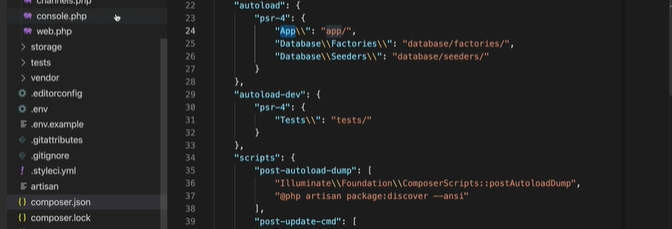 channels.php
console.php
web.php
storage
tests
vendor
.editorconfig
.env
.env.example
.gitattributes
.gitignore
.styleci.yml
artisan
{} composer.json
{} composer.lock
22 "autoload": {
23 "psr-4": {
24 "App\\": "app/",
25 "Database\\Factories\\": "database/factories/",
26 "Database\\Seeders\\": "database/seeders/"
27 }
28 },
29 "autoload-dev": {
30 "psr-4": {
31 "Tests\\": "tests/"
32 }
33 },
34 "scripts": {
35 "post-autoload-dump": [
36 "Illuminate\\Foundation\\ComposerScripts::postAutoloadDump",
37 "@php artisan package:discover --ansi"
38 ],
39 "post-update-cmd": [